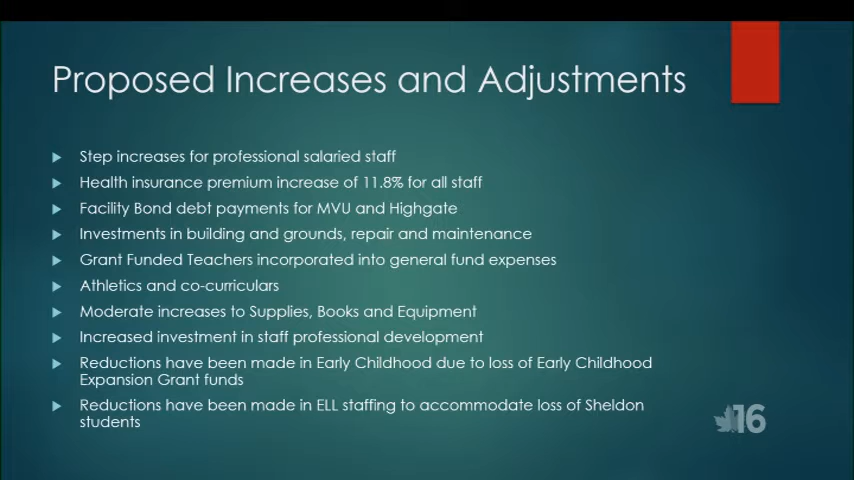 Proposed Increases and Adjustments
Step increases for professional salaried staff
Health insurance premium increase of 11.8% for all staff
Facility Bond debt payments for MVU and Highgate
Investments in building and grounds, repair and maintenance
Grant Funded Teachers incorporated into general fund expenses
Athletics and co-curriculars
Moderate increases to Supplies, Books and Equipment
Increased investment in staff professional development
Reductions have been made in Early Childhood due to loss of Early Childhood
Expansion Grant funds
Reductions have been made in ELL staffing to accommodate loss of Sheldon
students
16